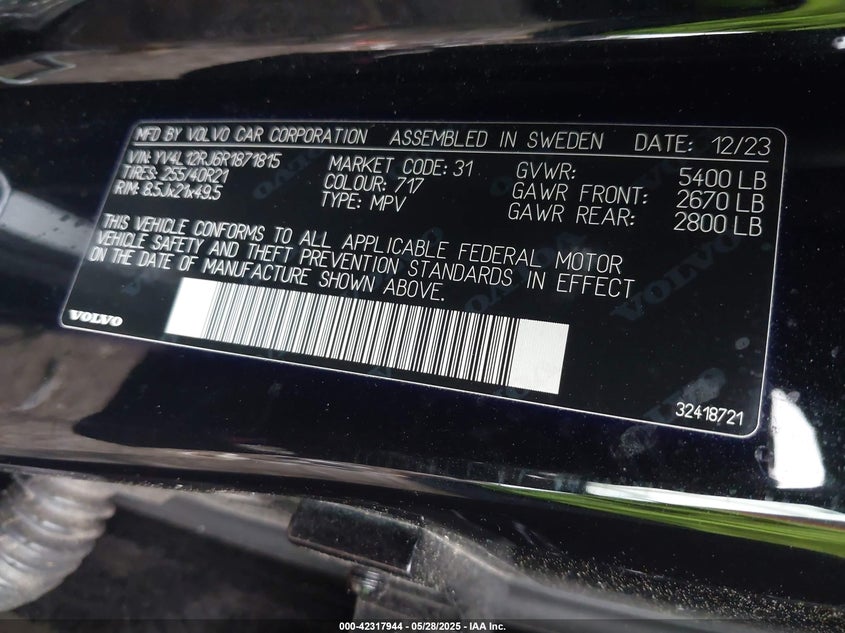 MFD BY VOLVO CAR CORPORATION ASSEMBLED IN SWEDEN DATE: 12/23
VIN: YV4L12RJ6R1871815 MARKET CODE: 31 GVWR: 5400 LB
TIRES: 255/40R21 COLOUR: 717 GAWR FRONT: 2670 LB
RIM: 8.5Jx21x49.5 TYPE: MPV GAWR REAR: 2800 LB
THIS VEHICLE CONFORMS TO ALL APPLICABLE FEDERAL MOTOR
VEHICLE SAFETY AND THEFT PREVENTION STANDARDS IN EFFECT
ON THE DATE OF MANUFACTURE SHOWN ABOVE.
VOLVO
32418721
000-42317944 - 05/28/2025 - IAA Inc.